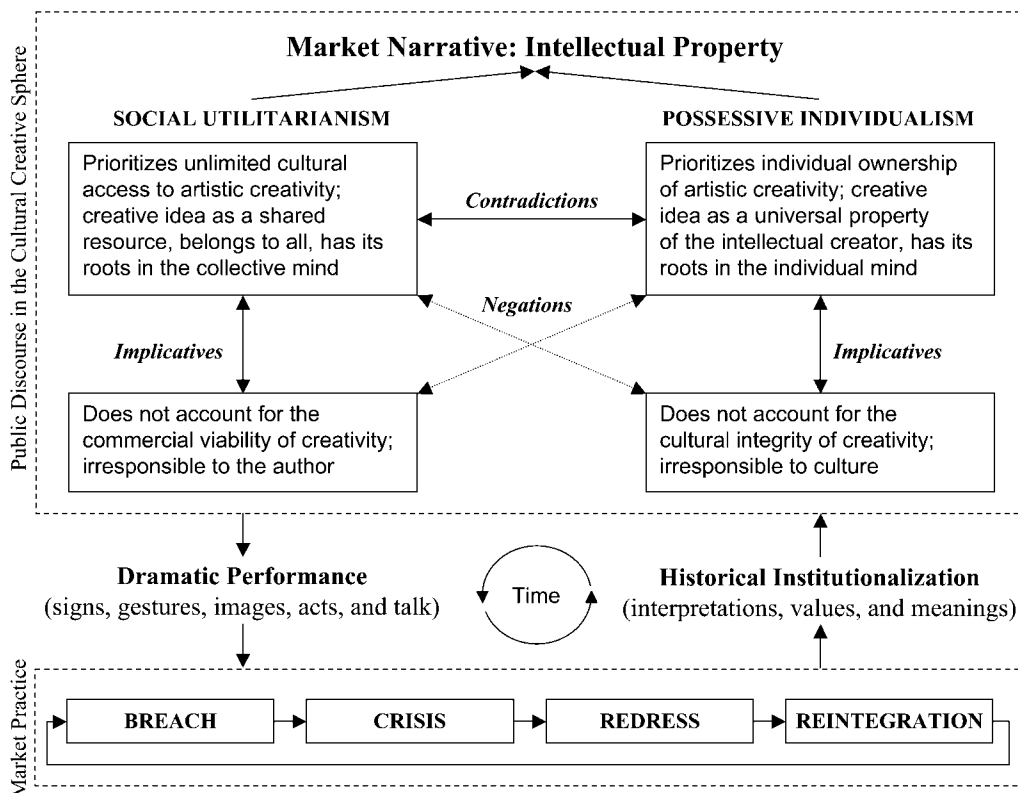 Public Discourse in the Cultural Creative Sphere
Market Narrative: Intellectual Property
SOCIAL UTILITARIANISM
Prioritizes unlimited cultural
access to artistic creativity;
creative idea as a shared
resource, belongs to all, has its
roots in the collective mind
Contradictions
POSSESSIVE INDIVIDUALISM
Prioritizes individual ownership
of artistic creativity; creative
idea as a universal property
of the intellectual creator, has its
roots in the individual mind
Implicatives
Negations
Implicatives
Does not account for the
commercial viability of creativity;
irresponsible to the author
Does not account for the
cultural integrity of creativity;
irresponsible to culture
Dramatic Performance
(signs, gestures, images, acts, and talk)
Time
Historical Institutionalization
(interpretations, values, and meanings)
Market Practice
BREACH
CRISIS
REDRESS
REINTEGRATION